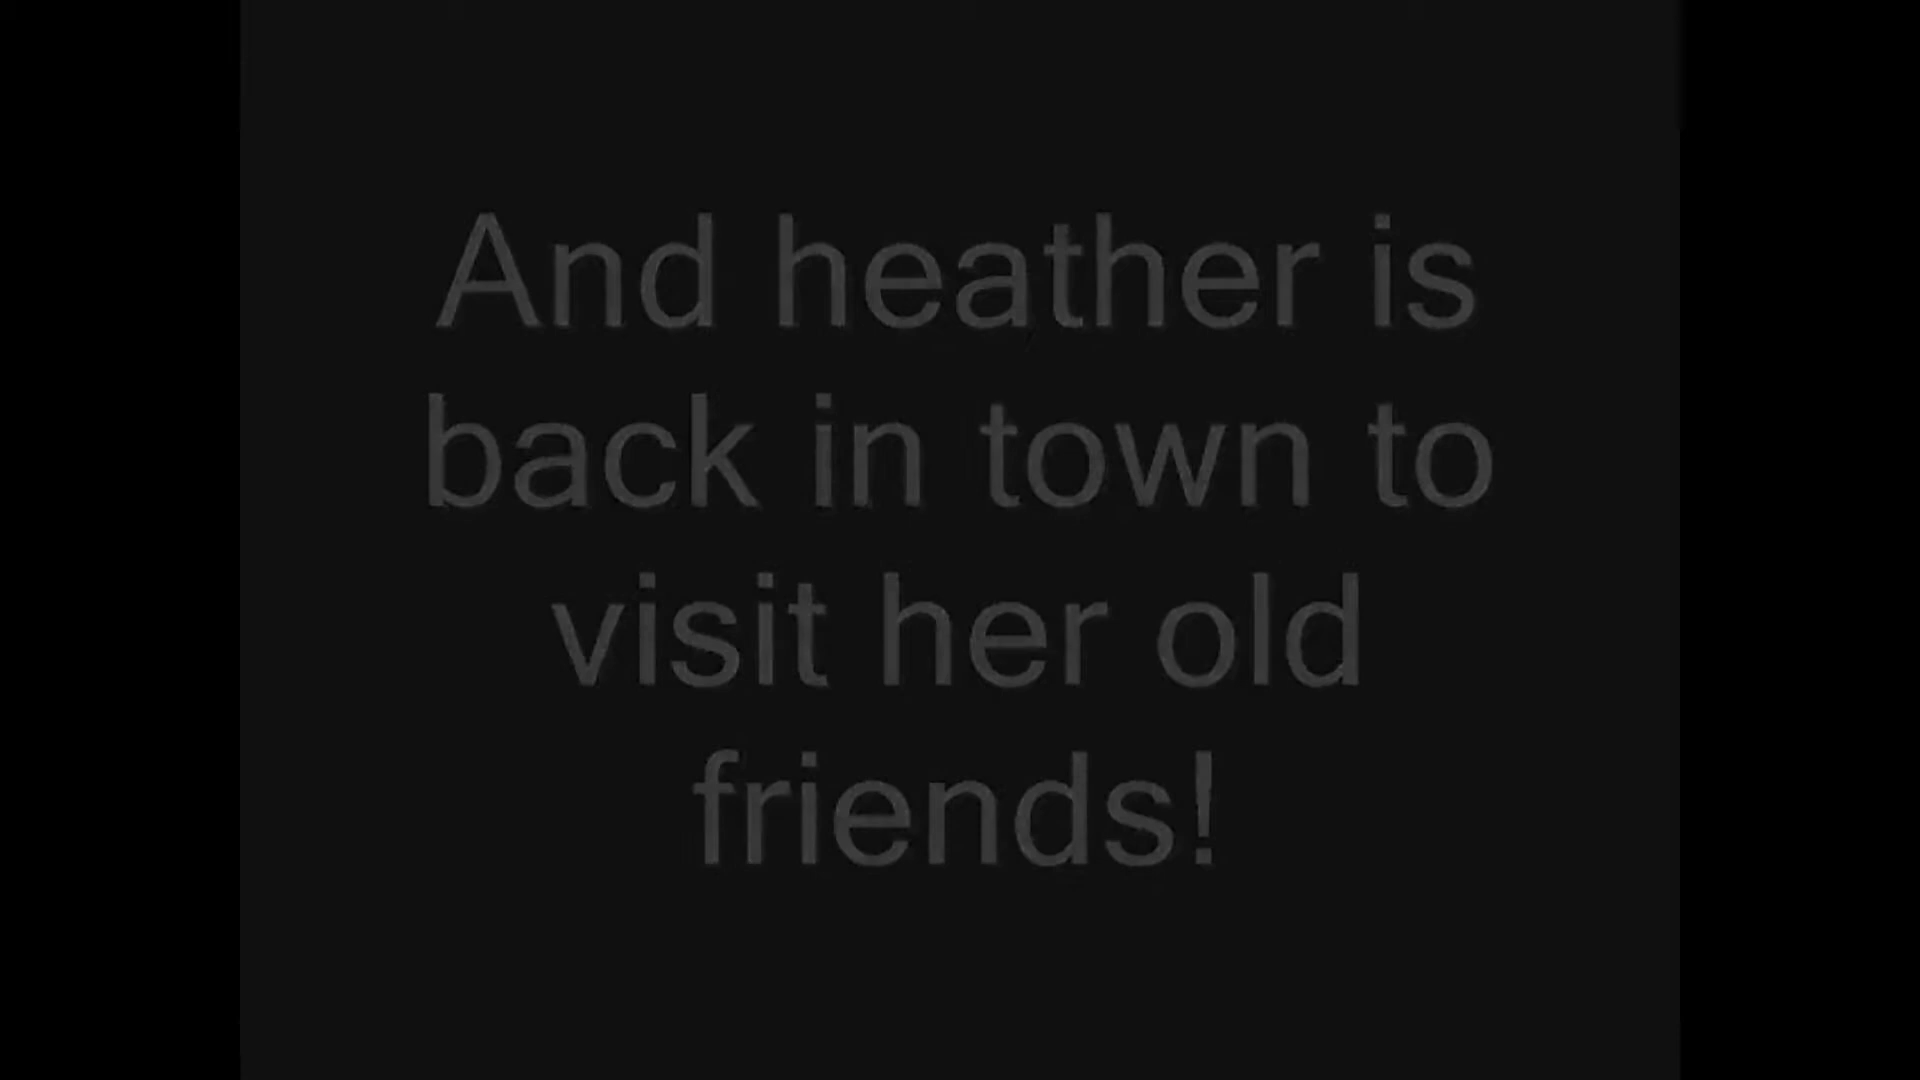 And heather is
back in town to
visit her old
friends!